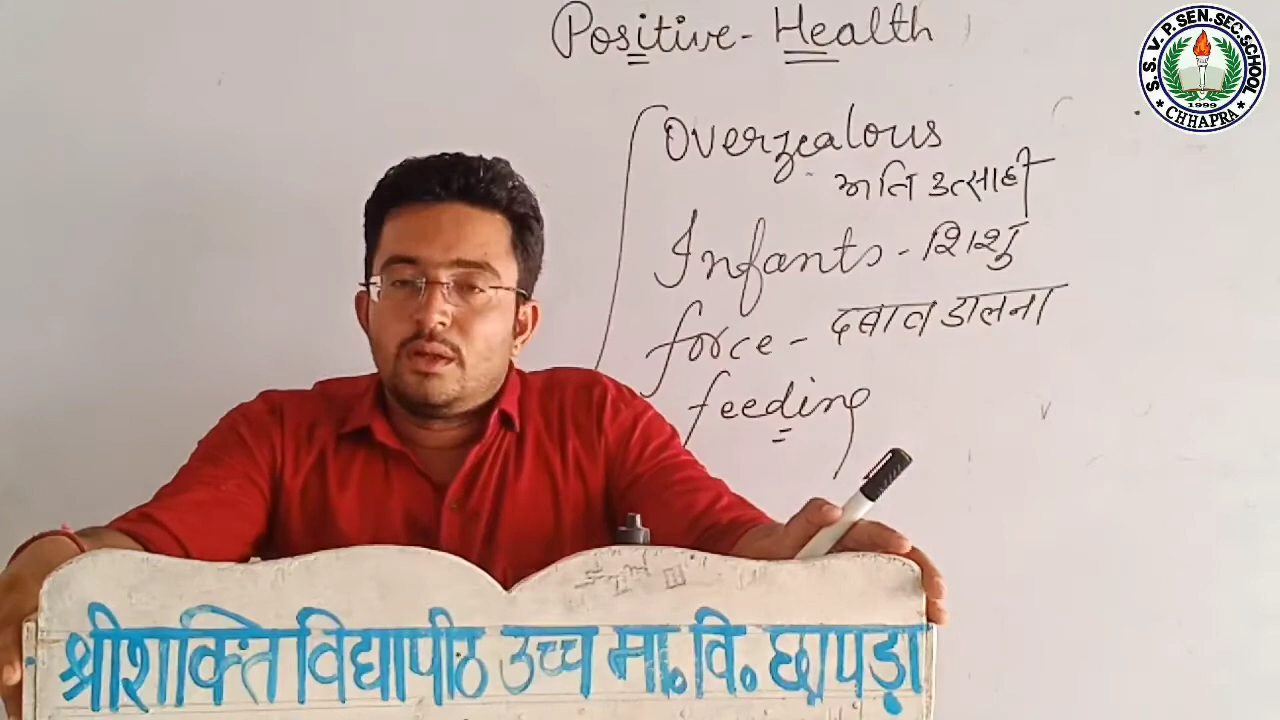 Positive - Health
Overzealous
अति उत्साही
Infants - शिशु
force - दबाव डालना
feeding
S. S. V. P. SEN. SEC. SCHOOL
1999
★ CHHAPRA ★
श्रीशक्ति विद्यापीठ उच्च मा. वि. छापड़ा